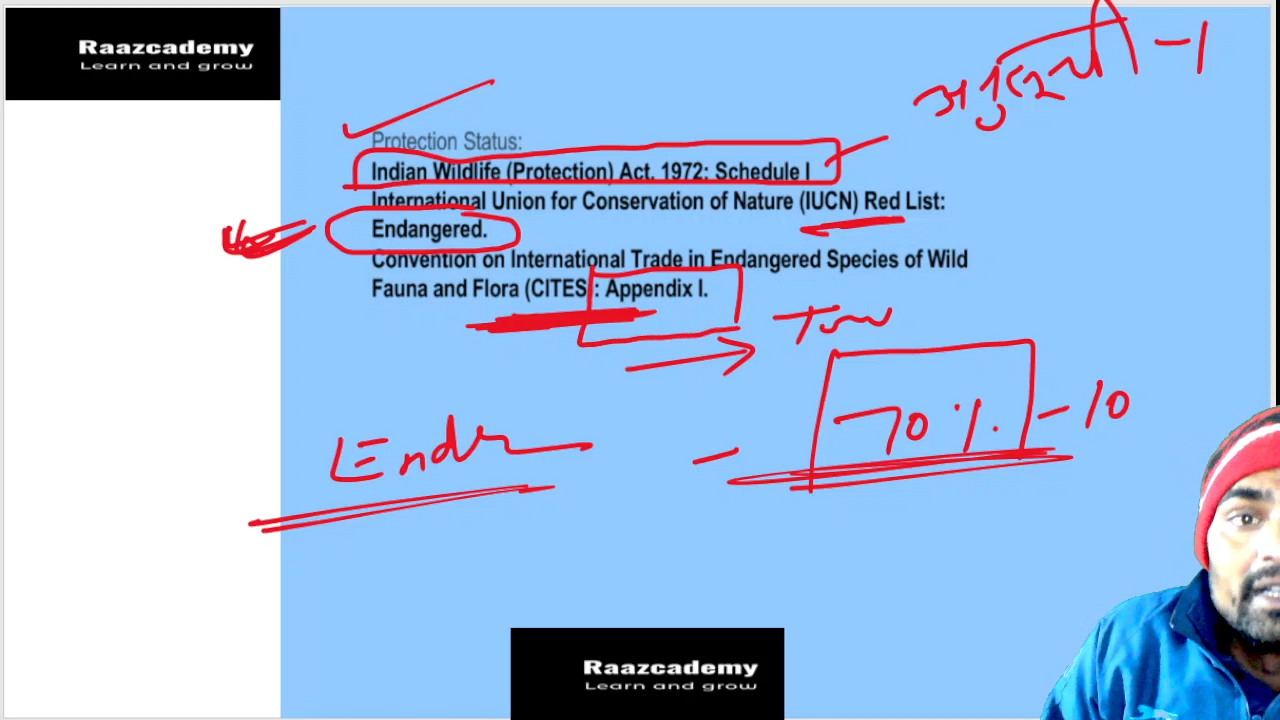 Raazcademy
Learn and grow
अनुसूची - 1
Protection Status:
Indian Wildlife (Protection) Act, 1972: Schedule I
International Union for Conservation of Nature (IUCN) Red List:
Endangered.
Convention on International Trade in Endangered Species of Wild
Fauna and Flora (CITES): Appendix I.
70% - 10
Raazcademy
Learn and grow